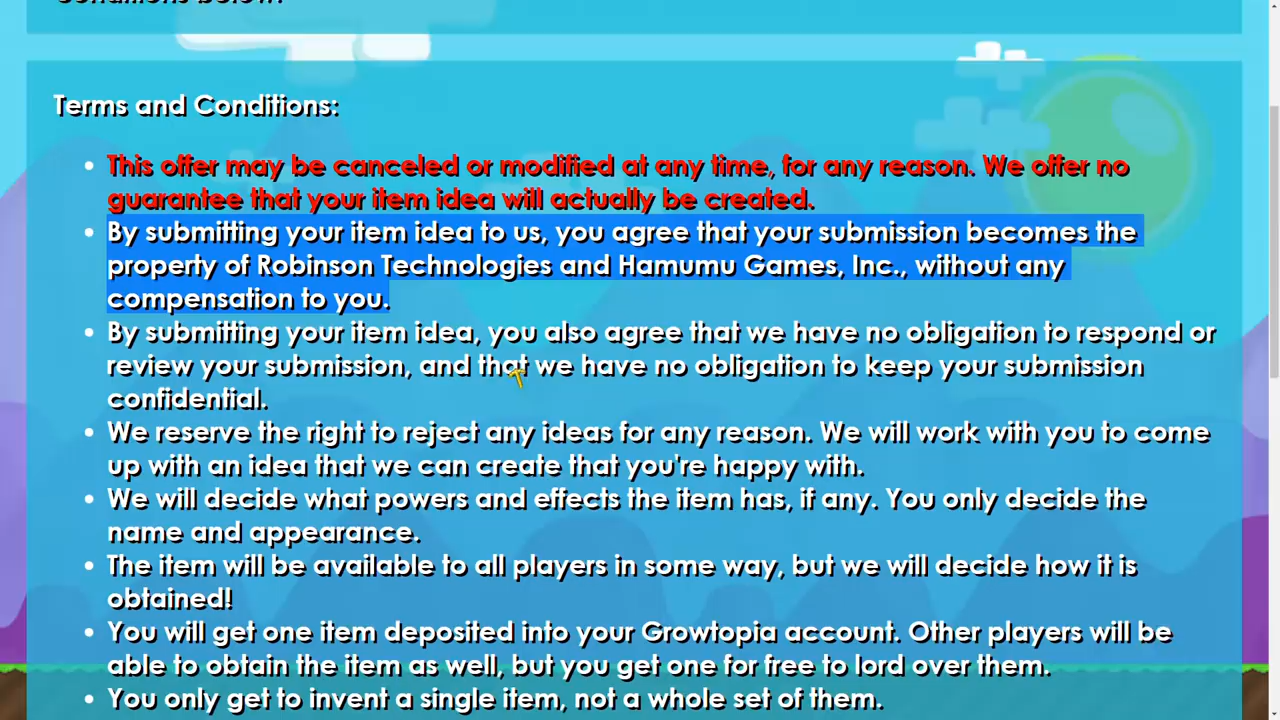 Conditions below:
Terms and Conditions:
• This offer may be canceled or modified at any time, for any reason. We offer no
guarantee that your item idea will actually be created.
• By submitting your item idea to us, you agree that your submission becomes the
property of Robinson Technologies and Hamumu Games, Inc., without any
compensation to you.
• By submitting your item idea, you also agree that we have no obligation to respond or
review your submission, and that we have no obligation to keep your submission
confidential.
• We reserve the right to reject any ideas for any reason. We will work with you to come
up with an idea that we can create that you're happy with.
• We will decide what powers and effects the item has, if any. You only decide the
name and appearance.
• The item will be available to all players in some way, but we will decide how it is
obtained!
• You will get one item deposited into your Growtopia account. Other players will be
able to obtain the item as well, but you get one for free to lord over them.
• You only get to invent a single item, not a whole set of them.